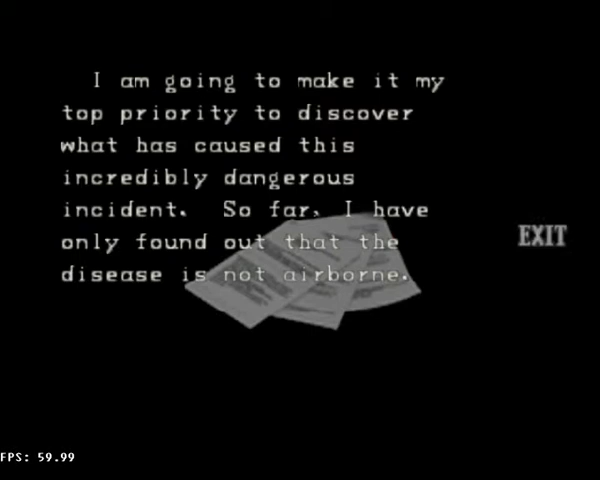 I am going to make it my
top priority to discover
what has caused this
incredibly dangerous
incident. So far, I have
only found out that the
disease is not airborne.
EXIT
FPS: 59.99